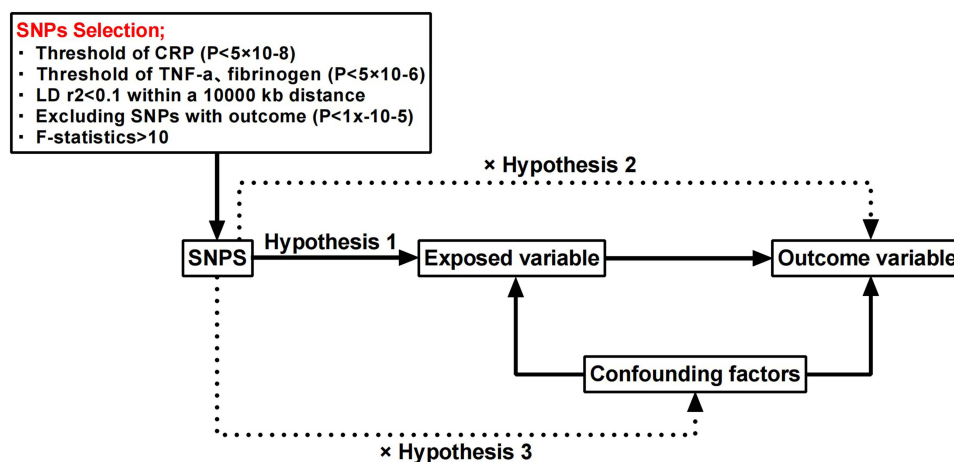 SNPs Selection;
· Threshold of CRP (P<5×10-8)
· Threshold of TNF-a、fibrinogen (P<5×10-6)
· LD r2<0.1 within a 10000 kb distance
· Excluding SNPs with outcome (P<1x-10-5)
· F-statistics>10
× Hypothesis 2
Hypothesis 1
SNPS
Exposed variable
Outcome variable
Confounding factors
× Hypothesis 3